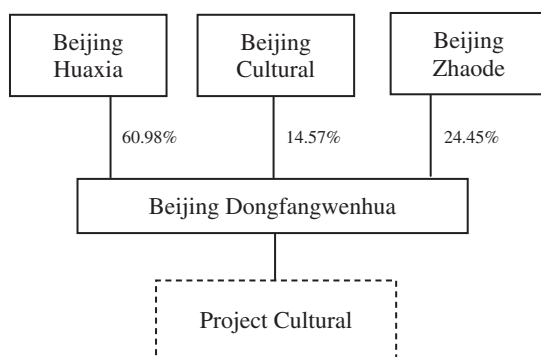 Beijing
Huaxia
Beijing
Cultural
Beijing
Zhaode
60.98%
14.57%
24.45%
Beijing Dongfangwenhua
Project Cultural